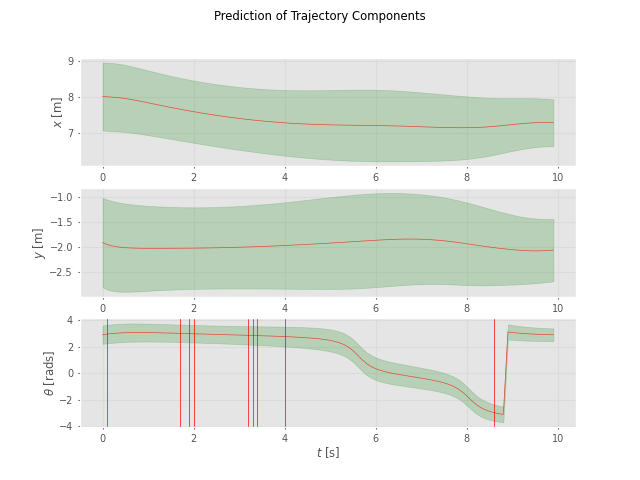 Prediction of Trajectory Components
9
8
7
x [m]
0 2 4 6 8 10
−1.0
−1.5
−2.0
−2.5
y [m]
0 2 4 6 8 10
4
2
0
−2
−4
θ [rads]
0 2 4 6 8 10
t [s]